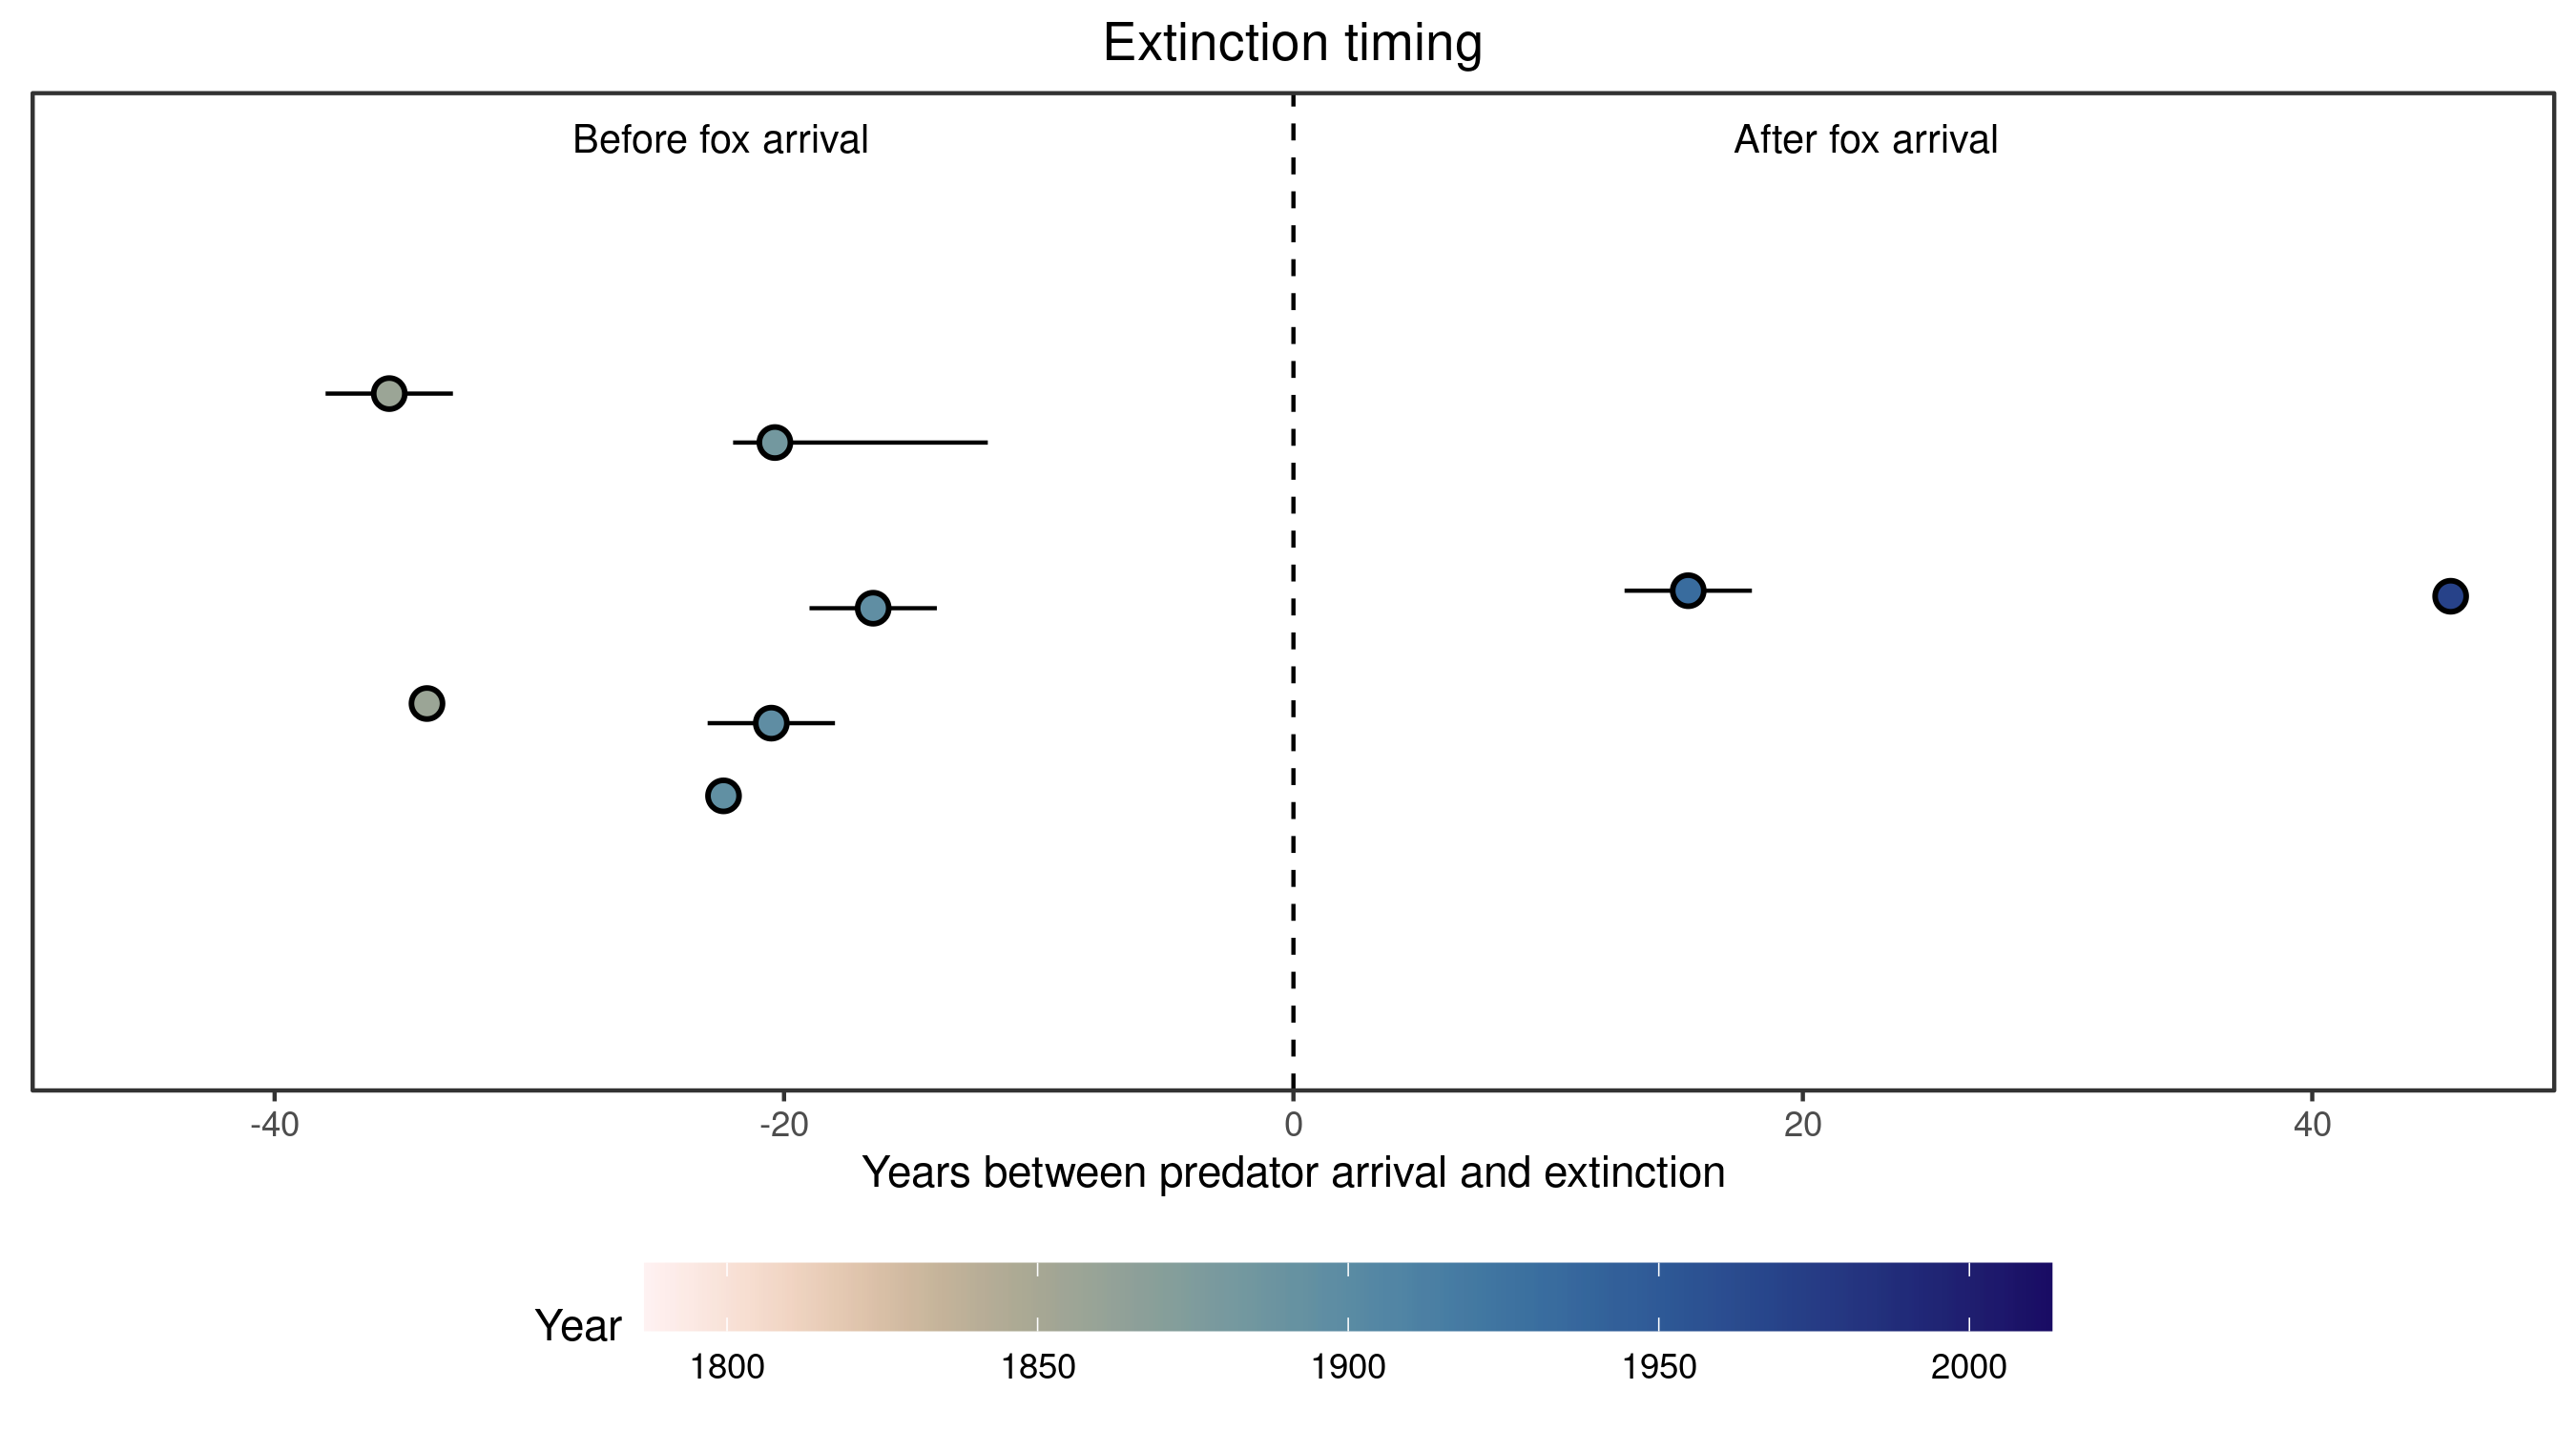 Extinction timing
Before fox arrival
After fox arrival
-40
-20
0
20
40
Years between predator arrival and extinction
Year
1800
1850
1900
1950
2000